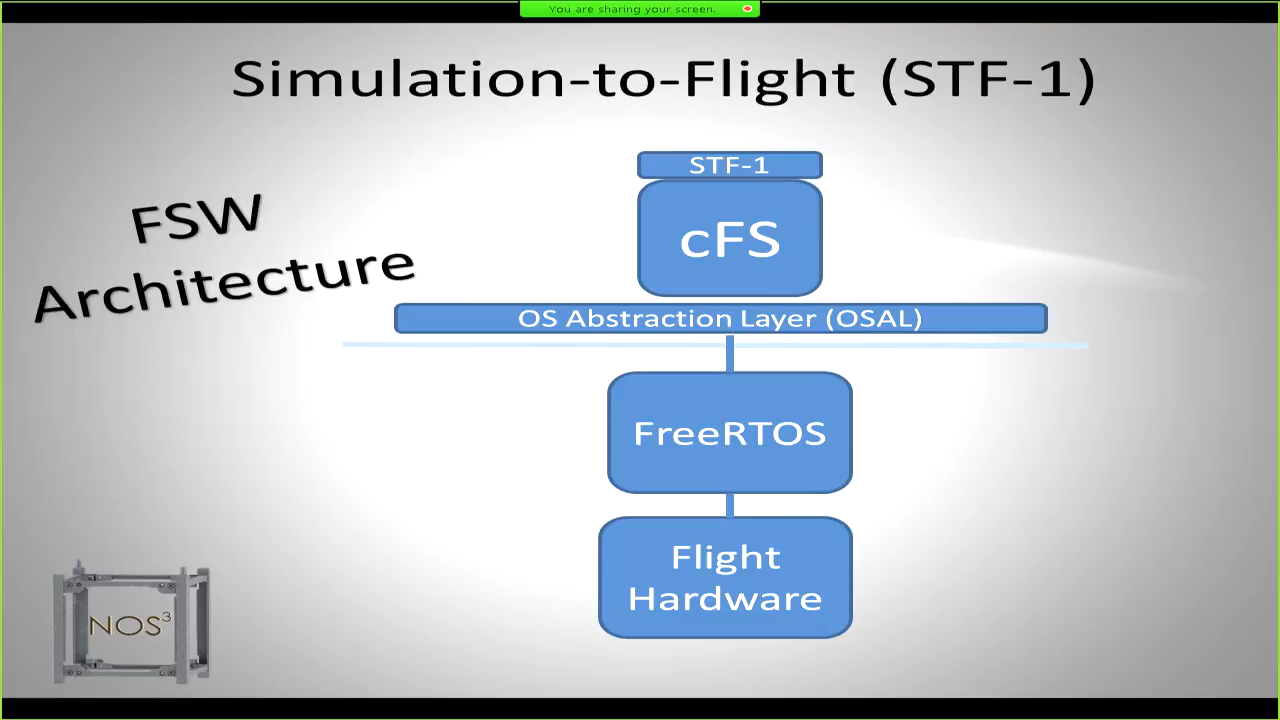 You are sharing your screen.
Simulation-to-Flight (STF-1)
FSW
Architecture
STF-1
cFS
OS Abstraction Layer (OSAL)
FreeRTOS
Flight
Hardware
NOS³